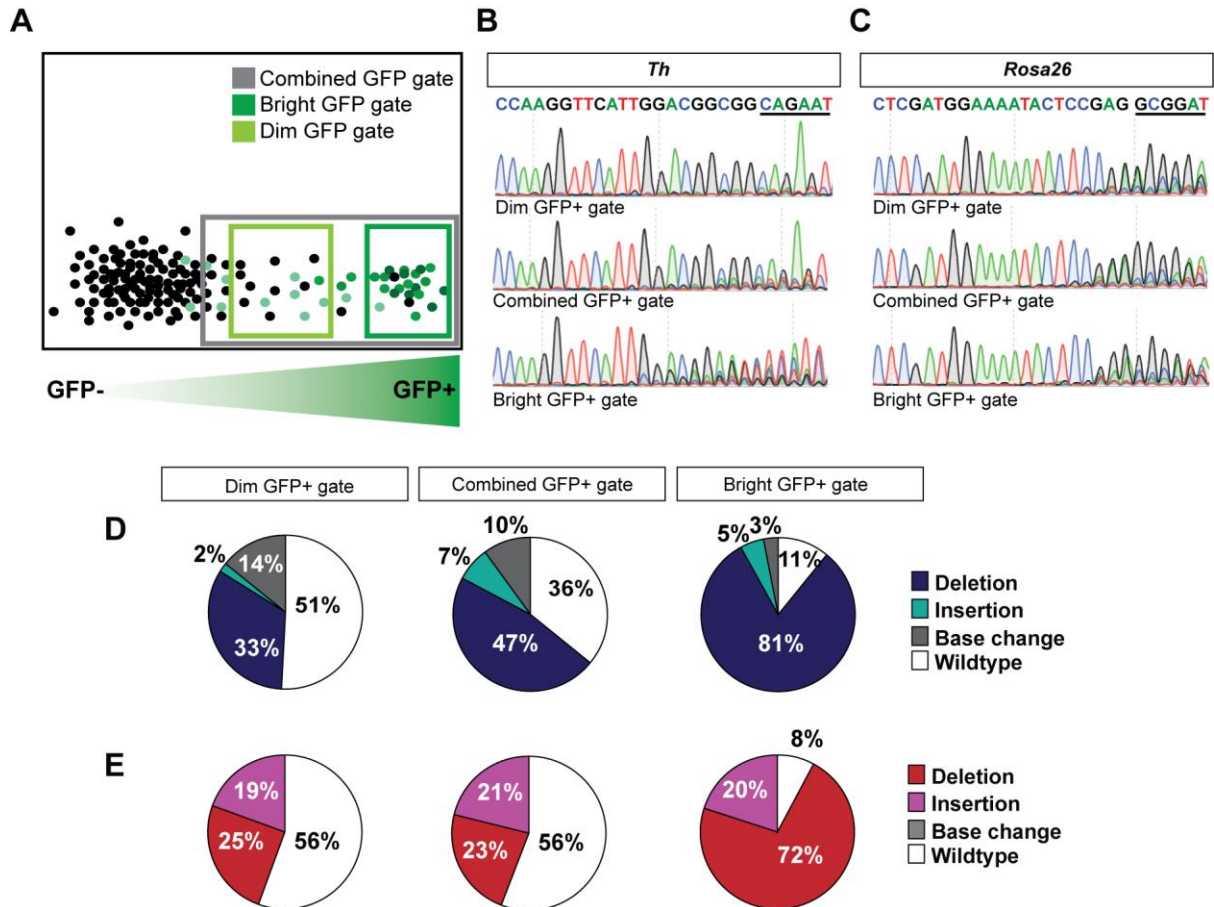 A
Combined GFP gate
Bright GFP gate
Dim GFP gate
GFP-
GFP+
B
Th
CCAAGGTTCATTGGACGGCGGCAGAAT
Dim GFP+ gate
Combined GFP+ gate
Bright GFP+ gate
C
Rosa26
CTCGATGGAAAATACTCCGAG GCGGAT
Dim GFP+ gate
Combined GFP+ gate
Bright GFP+ gate
Dim GFP+ gate
Combined GFP+ gate
Bright GFP+ gate
D
2%
14%
51%
33%
10%
7%
36%
47%
5%
3%
11%
81%
Deletion
Insertion
Base change
Wildtype
E
19%
25%
56%
21%
23%
56%
8%
20%
72%
Deletion
Insertion
Base change
Wildtype